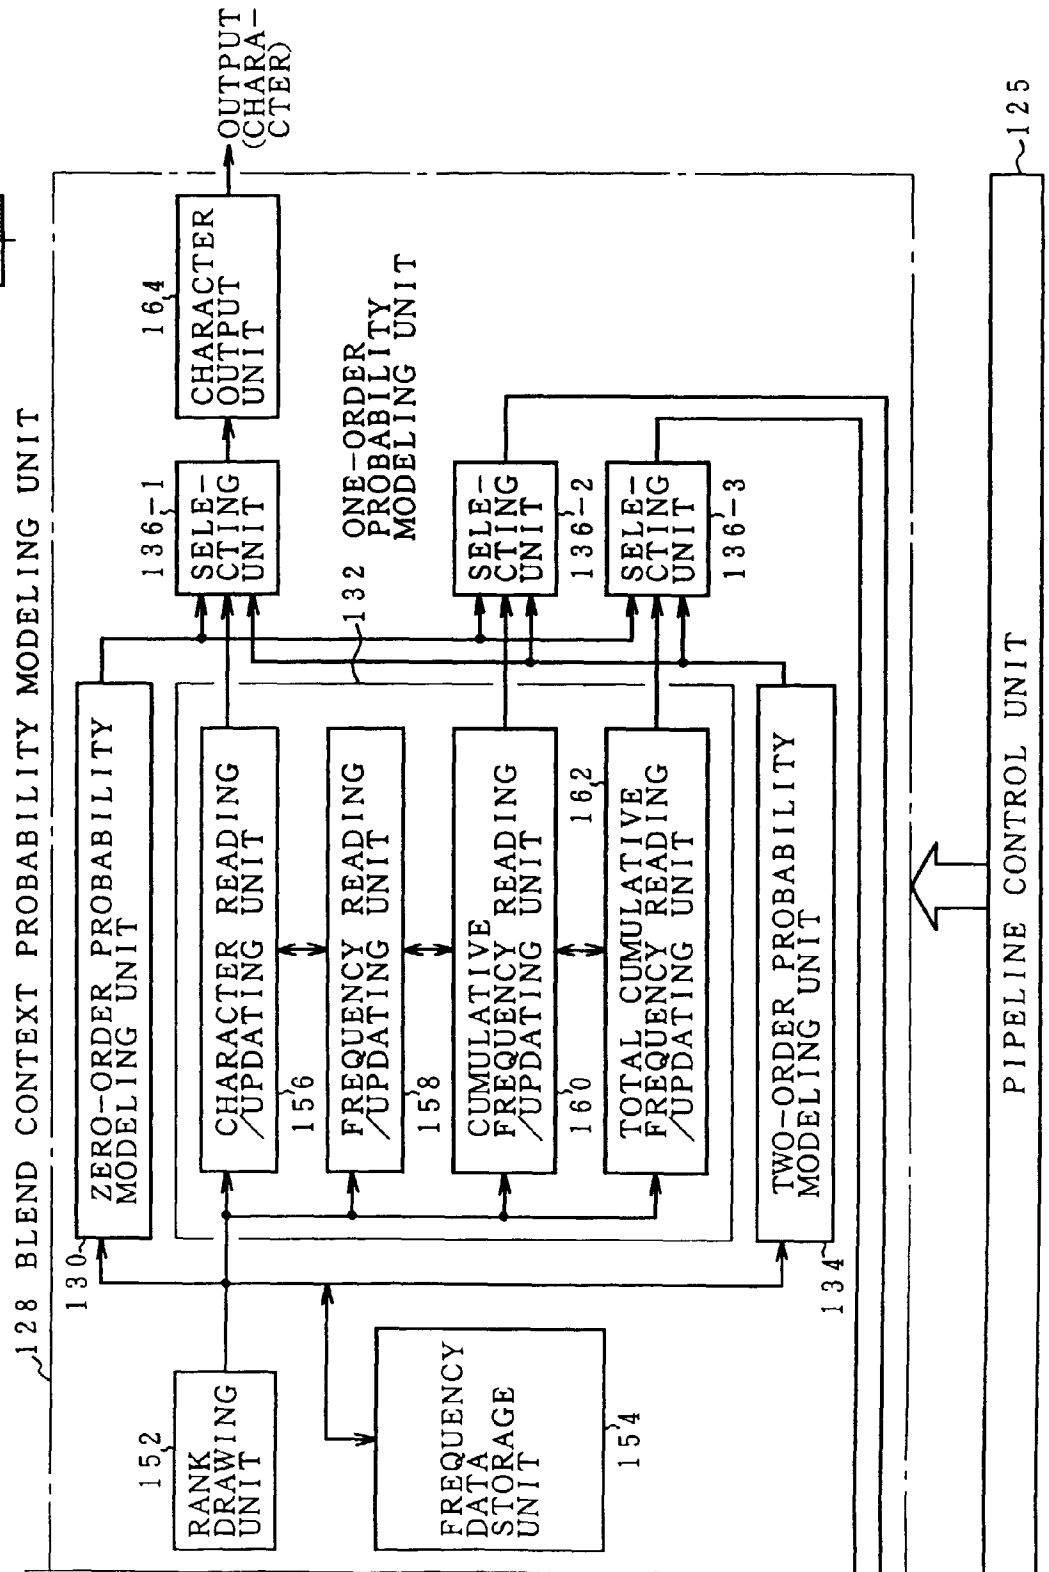 128 BLEND CONTEXT PROBABILITY MODELING UNIT
130
ZERO-ORDER PROBABILITY
MODELING UNIT
152
RANK
DRAWING
UNIT
FREQUENCY
DATA
STORAGE
UNIT
154
CHARACTER READING
/UPDATING UNIT
156
FREQUENCY READING
/UPDATING UNIT
158
CUMULATIVE
FREQUENCY READING
/UPDATING UNIT
160
162
TOTAL CUMULATIVE
FREQUENCY READING
/UPDATING UNIT
TWO-ORDER PROBABILITY
MODELING UNIT
134
132 ONE-ORDER
PROBABILITY
MODELING UNIT
136-1
SELE-
CTING
UNIT
SELE-
CTING
UNIT
136-2
SELE-
CTING
UNIT
136-3
164
CHARACTER
OUTPUT
UNIT
OUTPUT
(CHARA-
CTER)
PIPELINE CONTROL UNIT
125